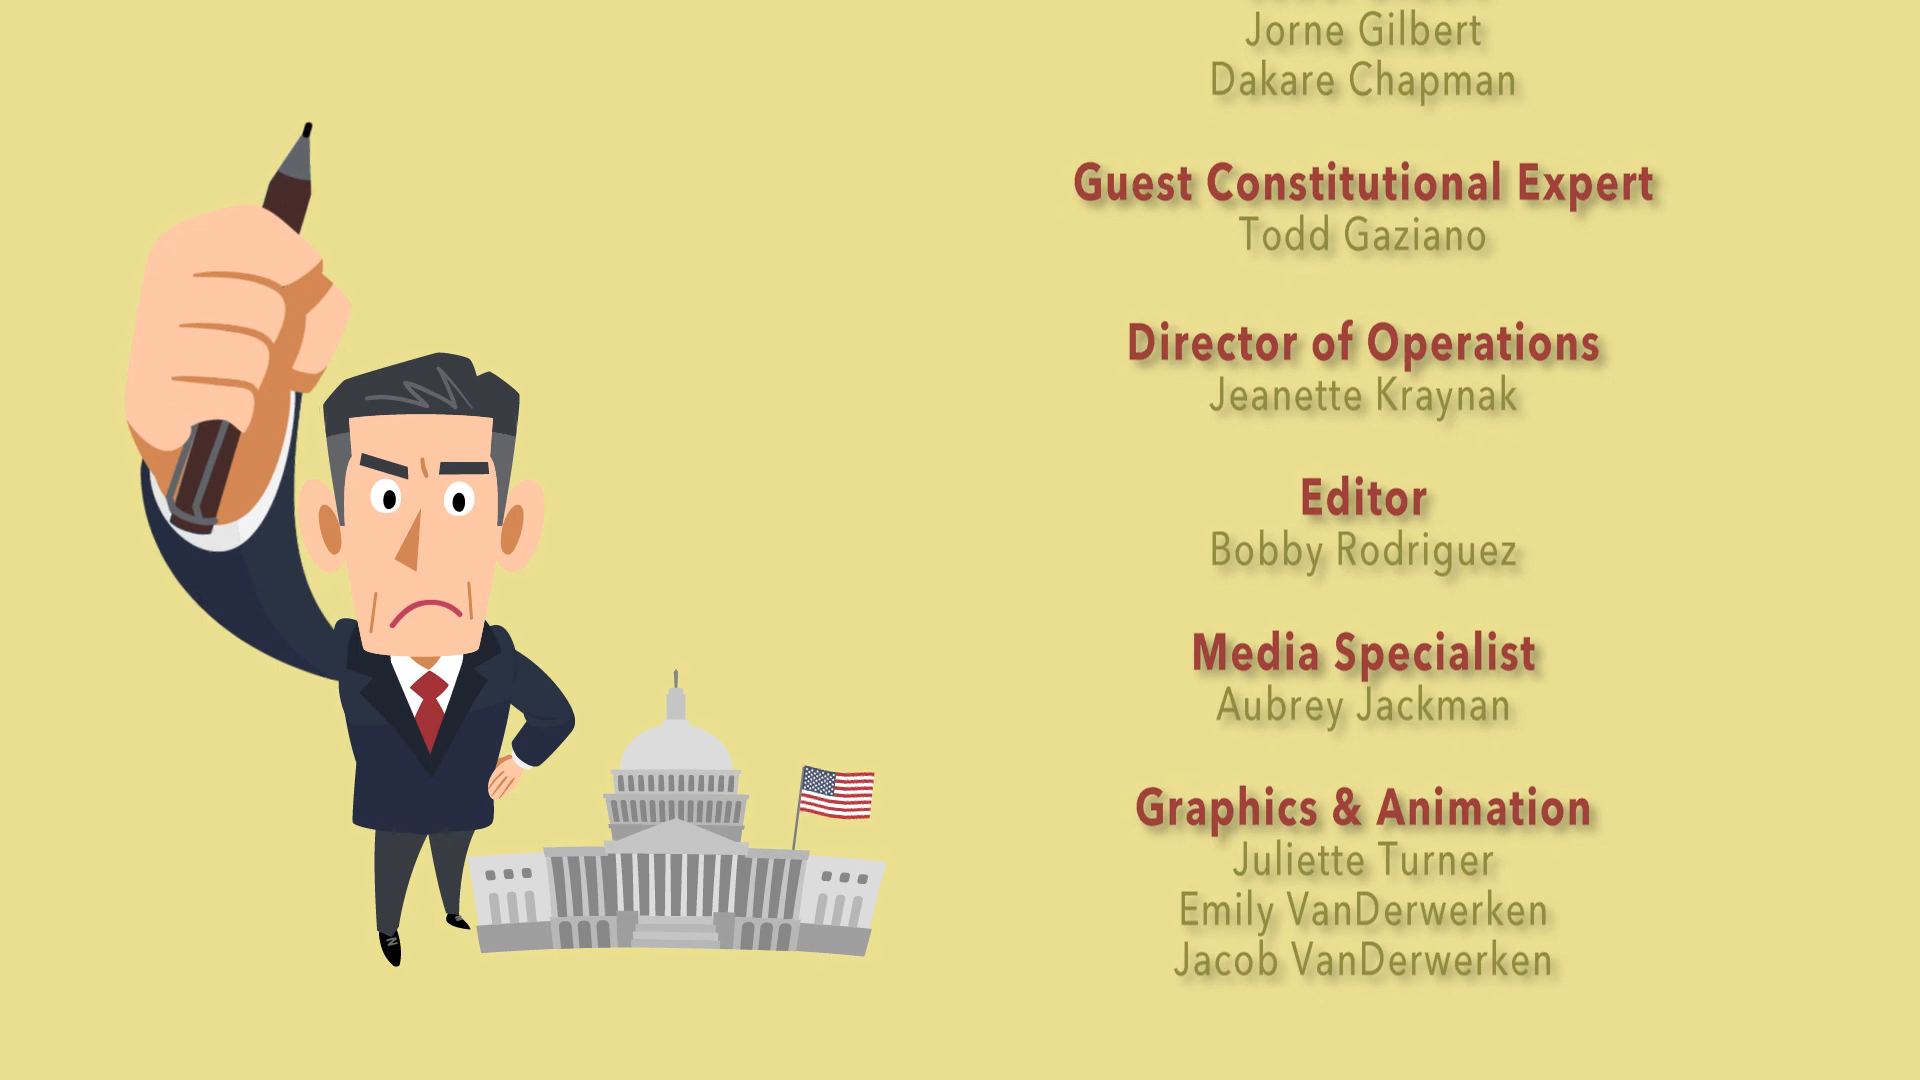 Jorne Gilbert
Dakare Chapman
Guest Constitutional Expert
Todd Gaziano
Director of Operations
Jeanette Kraynak
Editor
Bobby Rodriguez
Media Specialist
Aubrey Jackman
Graphics & Animation
Juliette Turner
Emily VanDerwerken
Jacob VanDerwerken